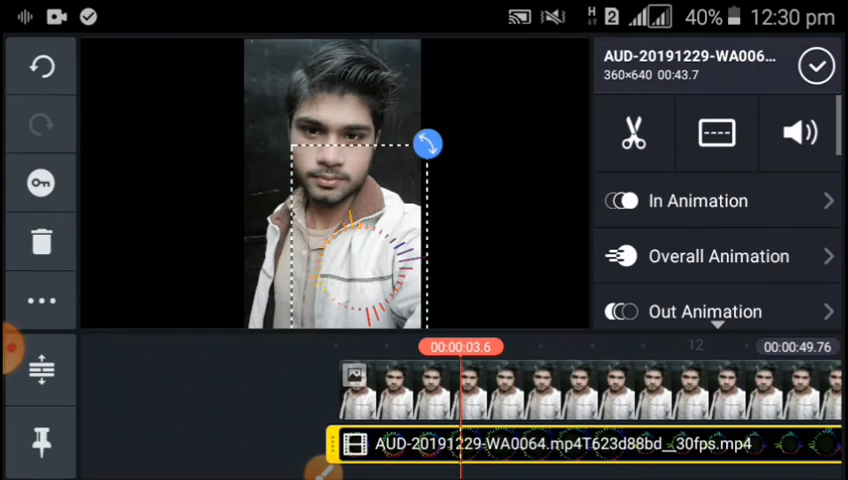 H
2
40%
12:30 pm
AUD-20191229-WA006...
360×640 00:43.7
In Animation
Overall Animation
Out Animation
00:00:03.6
12
00:00:49.76
AUD-20191229-WA0064.mp4T623d88bd__30fps.mp4